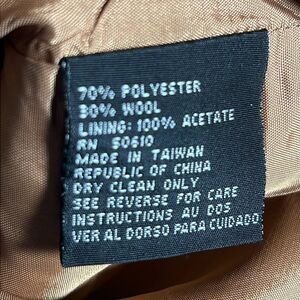 70% POLYESTER
30% WOOL
LINING: 100% ACETATE
RN 50610
MADE IN TAIWAN
REPUBLIC OF CHINA
DRY CLEAN ONLY
SEE REVERSE FOR CARE
INSTRUCTIONS AU DOS
VER AL DORSO PARA CUIDADO